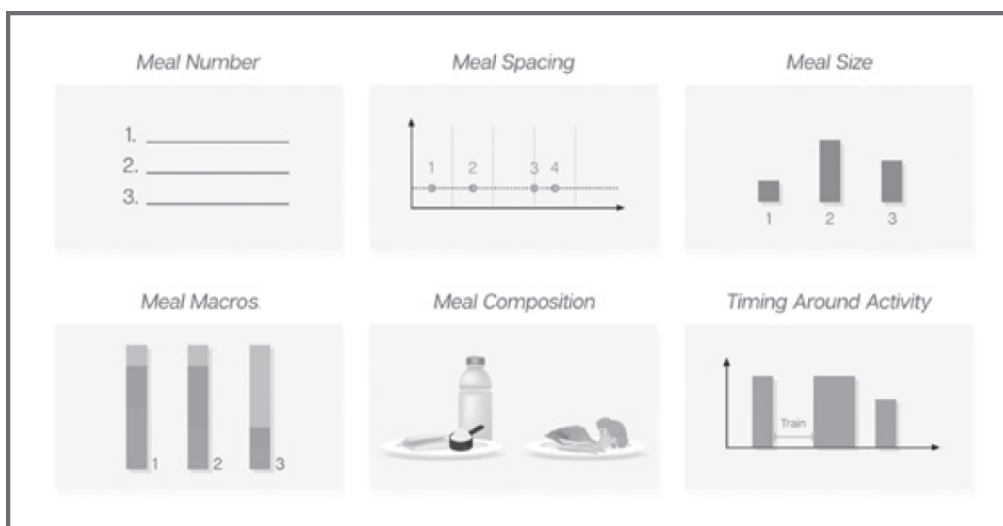 Meal Number
Meal Spacing
Meal Size
1.
2.
3.
1 2 3 4
1 2 3
Meal Macros
Meal Composition
Timing Around Activity
1 2 3
Train